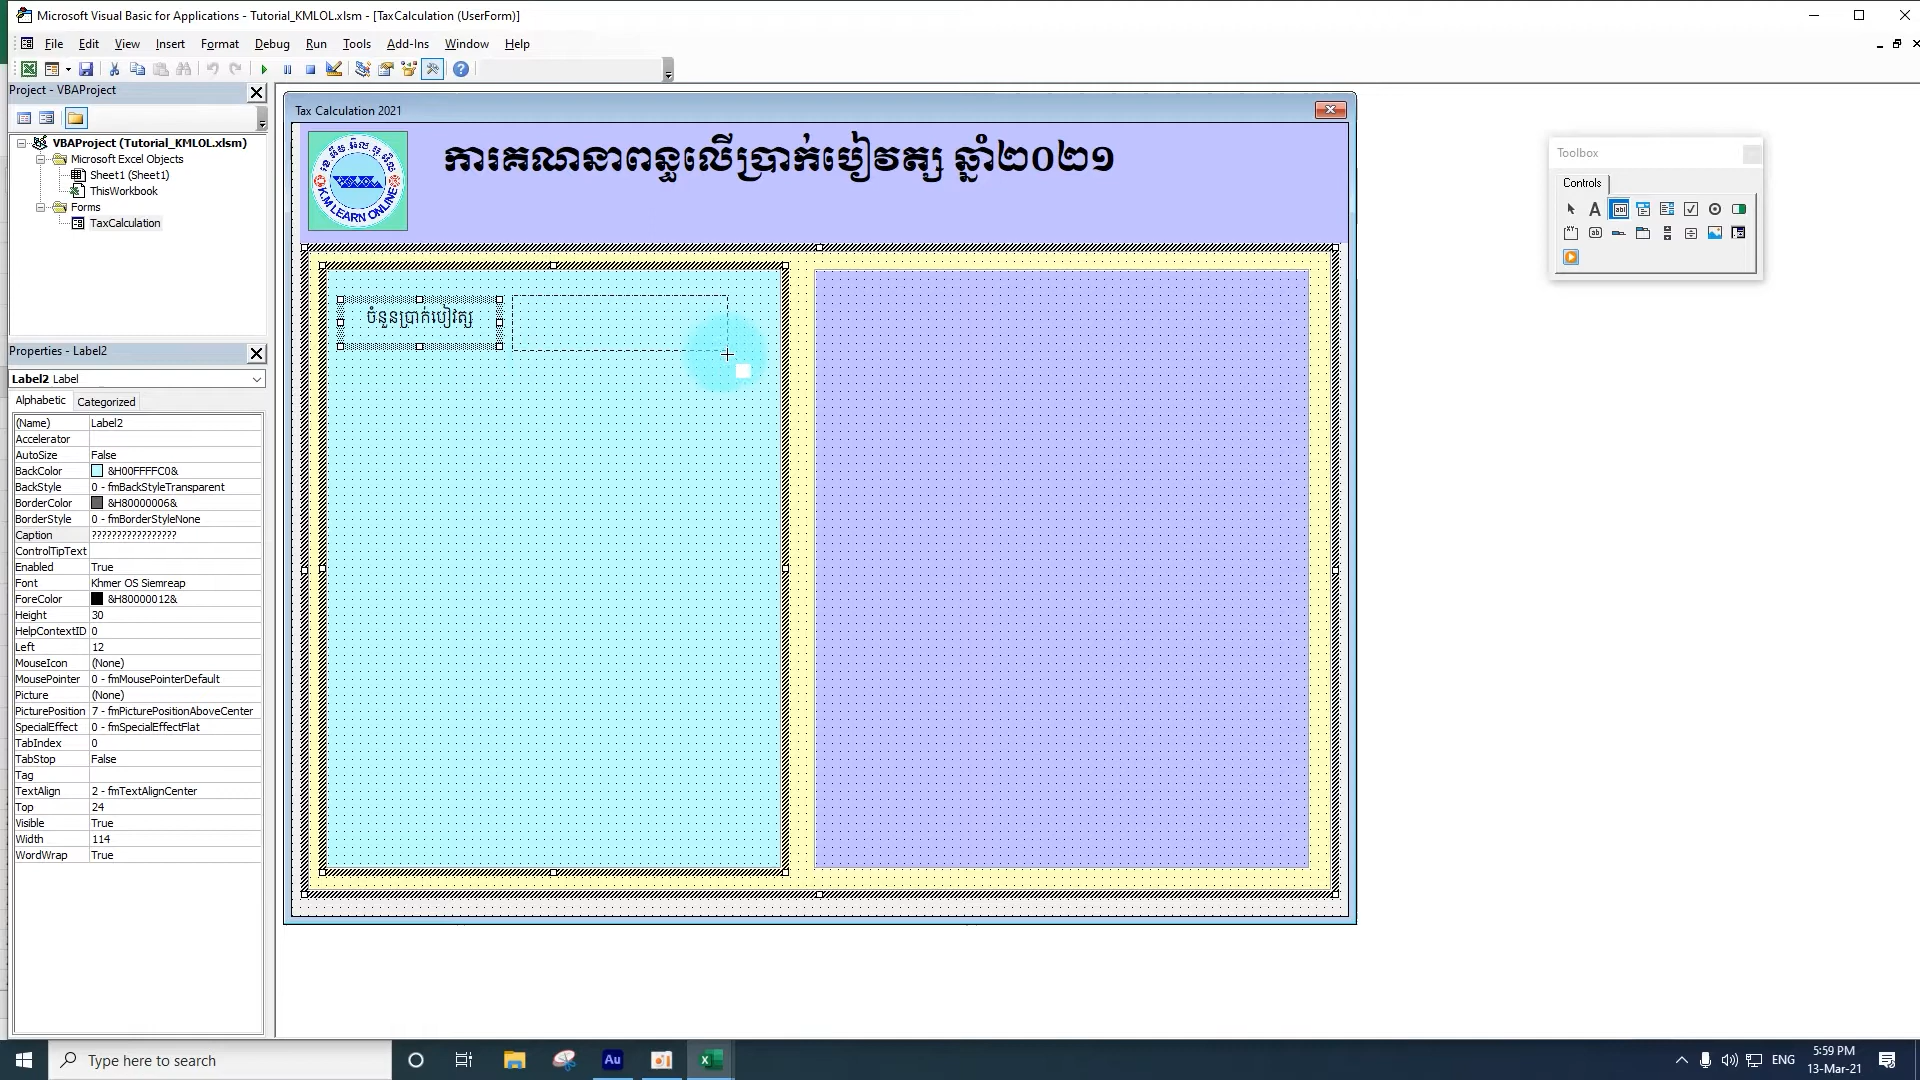 Microsoft Visual Basic for Applications - Tutorial_KMLOL.xlsm - [TaxCalculation (UserForm)]
File Edit View Insert Format Debug Run Tools Add-Ins Window Help
Project - VBAProject
VBAProject (Tutorial_KMLOL.xlsm)
Microsoft Excel Objects
Sheet1 (Sheet1)
ThisWorkbook
Forms
TaxCalculation
Properties - Label2
Label2 Label
Alphabetic Categorized
(Name) Label2
Accelerator
AutoSize False
BackColor &H00FFFFC0&
BackStyle 0 - fmBackStyleTransparent
BorderColor &H80000006&
BorderStyle 0 - fmBorderStyleNone
Caption ?????????????????
ControlTipText
Enabled True
Font Khmer OS Siemreap
ForeColor &H80000012&
Height 30
HelpContextID 0
Left 12
MouseIcon (None)
MousePointer 0 - fmMousePointerDefault
Picture (None)
PicturePosition 7 - fmPicturePositionAboveCenter
SpecialEffect 0 - fmSpecialEffectFlat
TabIndex 0
TabStop False
Tag
TextAlign 2 - fmTextAlignCenter
Top 24
Visible True
Width 114
WordWrap True
Tax Calculation 2021
K.M LEARN ONLINE
ការគណនាពន្ធលើប្រាក់បៀវត្ស ឆ្នាំ២០២១
ចំនួនប្រាក់បៀវត្ស
Toolbox
Controls
Type here to search
Au
ENG
5:59 PM
13-Mar-21